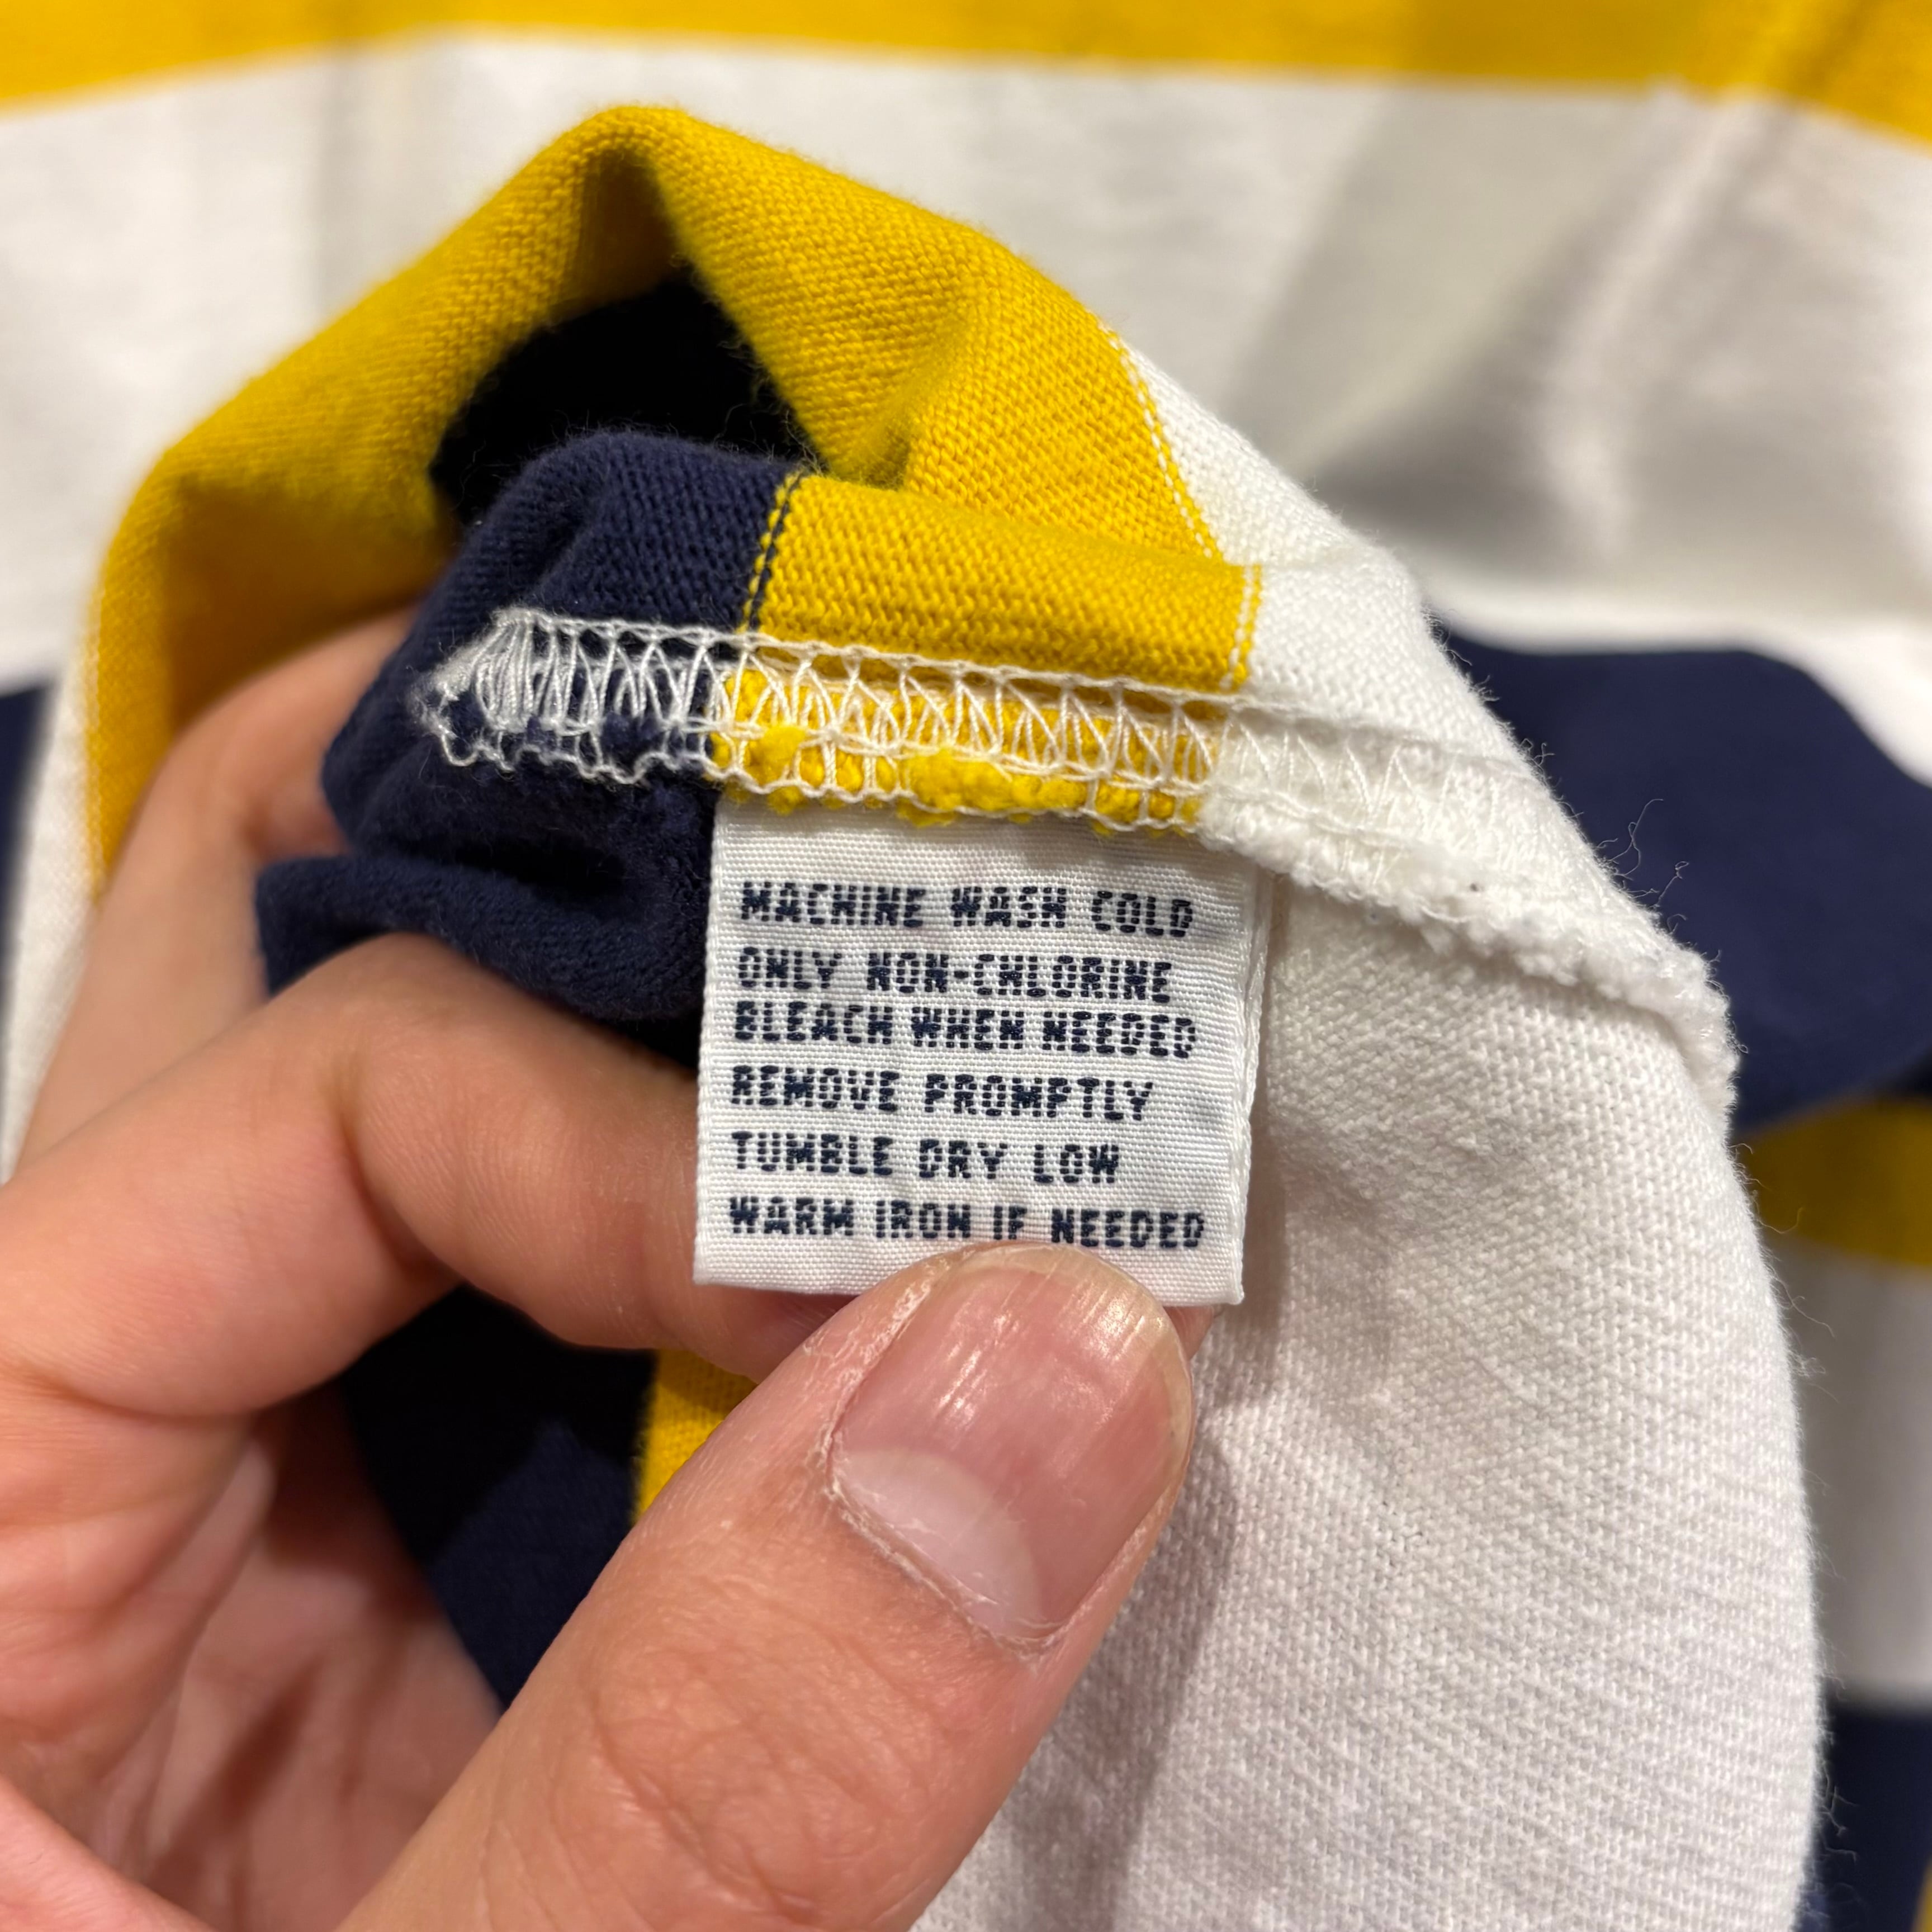 MACHINE WASH COLD
ONLY NON-CHLORINE
BLEACH WHEN NEEDED
REMOVE PROMPTLY
TUMBLE DRY LOW
WARM IRON IF NEEDED